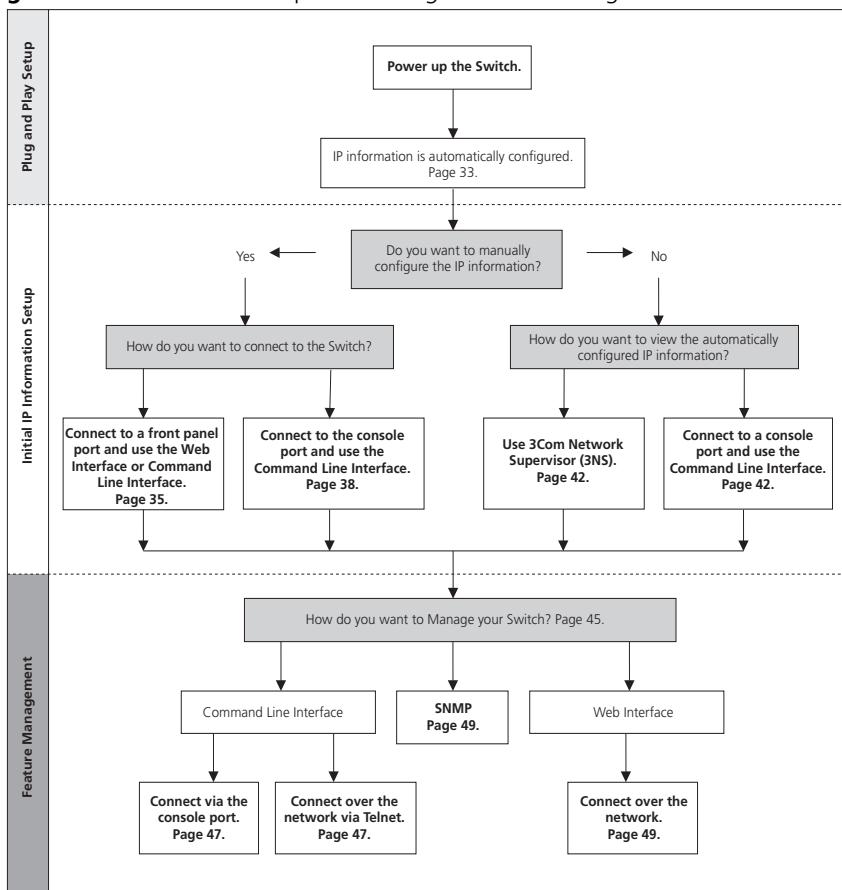 Plug and Play Setup
Power up the Switch.
IP information is automatically configured.
Page 33.
Initial IP Information Setup
Do you want to manually
configure the IP information?
Yes
No
How do you want to connect to the Switch?
How do you want to view the automatically
configured IP information?
Connect to a front panel
port and use the Web
Interface or Command
Line Interface.
Page 35.
Connect to the console
port and use the
Command Line Interface.
Page 38.
Use 3Com Network
Supervisor (3NS).
Page 42.
Connect to a console
port and use the
Command Line Interface.
Page 42.
Feature Management
How do you want to Manage your Switch? Page 45.
Command Line Interface
SNMP
Page 49.
Web Interface
Connect via the
console port.
Page 47.
Connect over the
network via Telnet.
Page 47.
Connect over the
network.
Page 49.